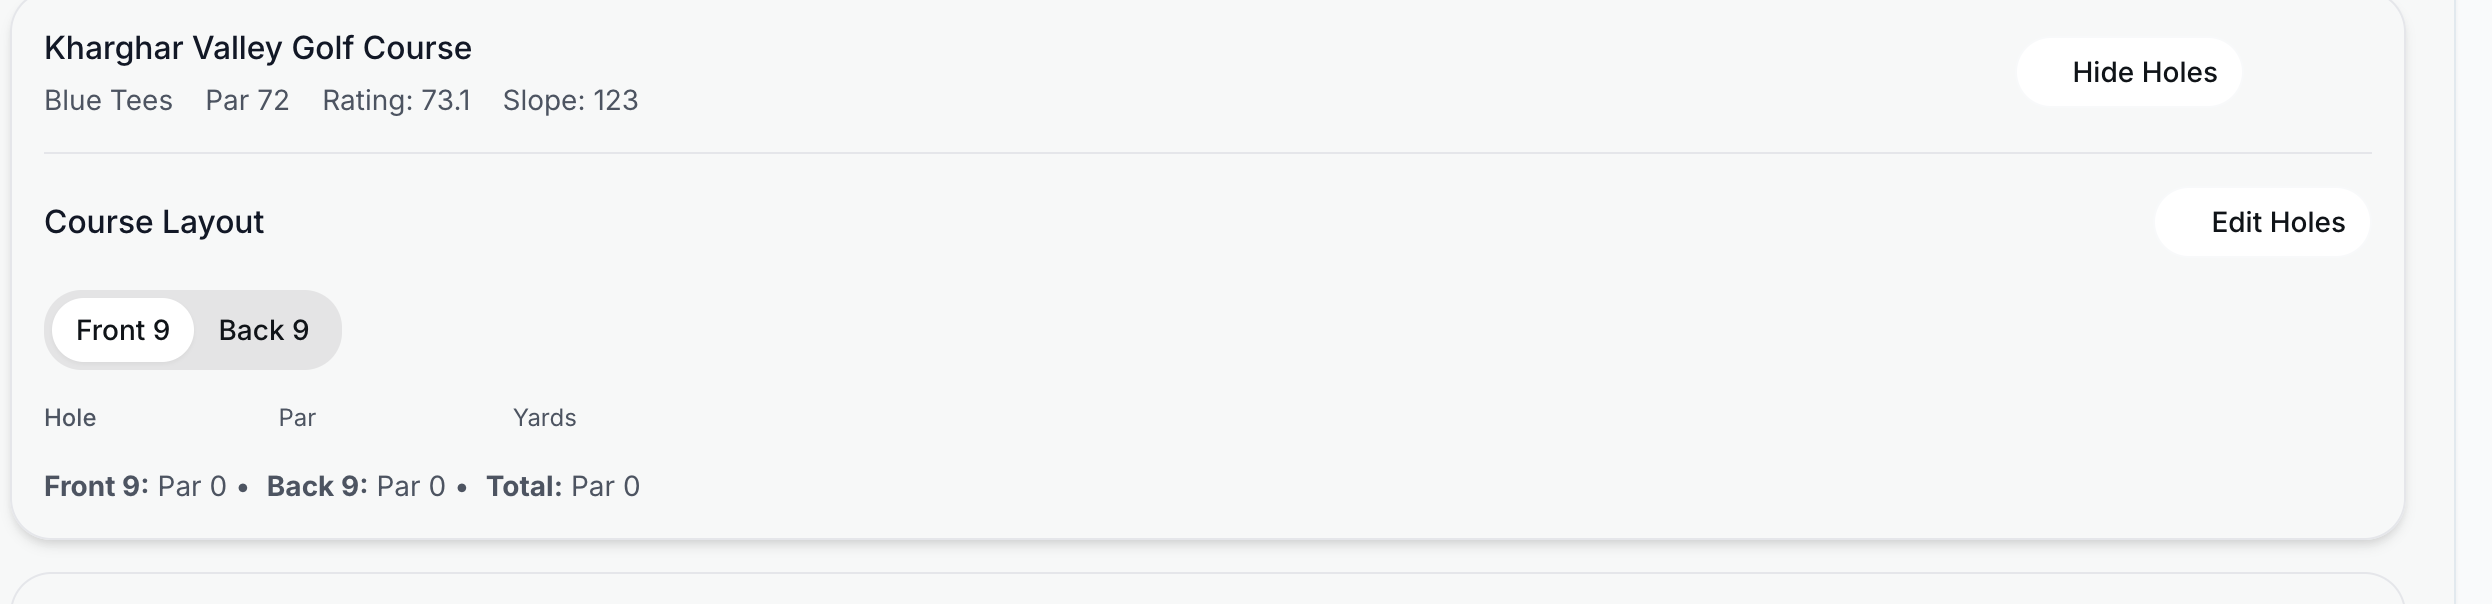 Kharghar Valley Golf Course
Hide Holes
Blue Tees Par 72 Rating: 73.1 Slope: 123
Course Layout
Edit Holes
Front 9 Back 9
Hole Par Yards
Front 9: Par 0 • Back 9: Par 0 • Total: Par 0